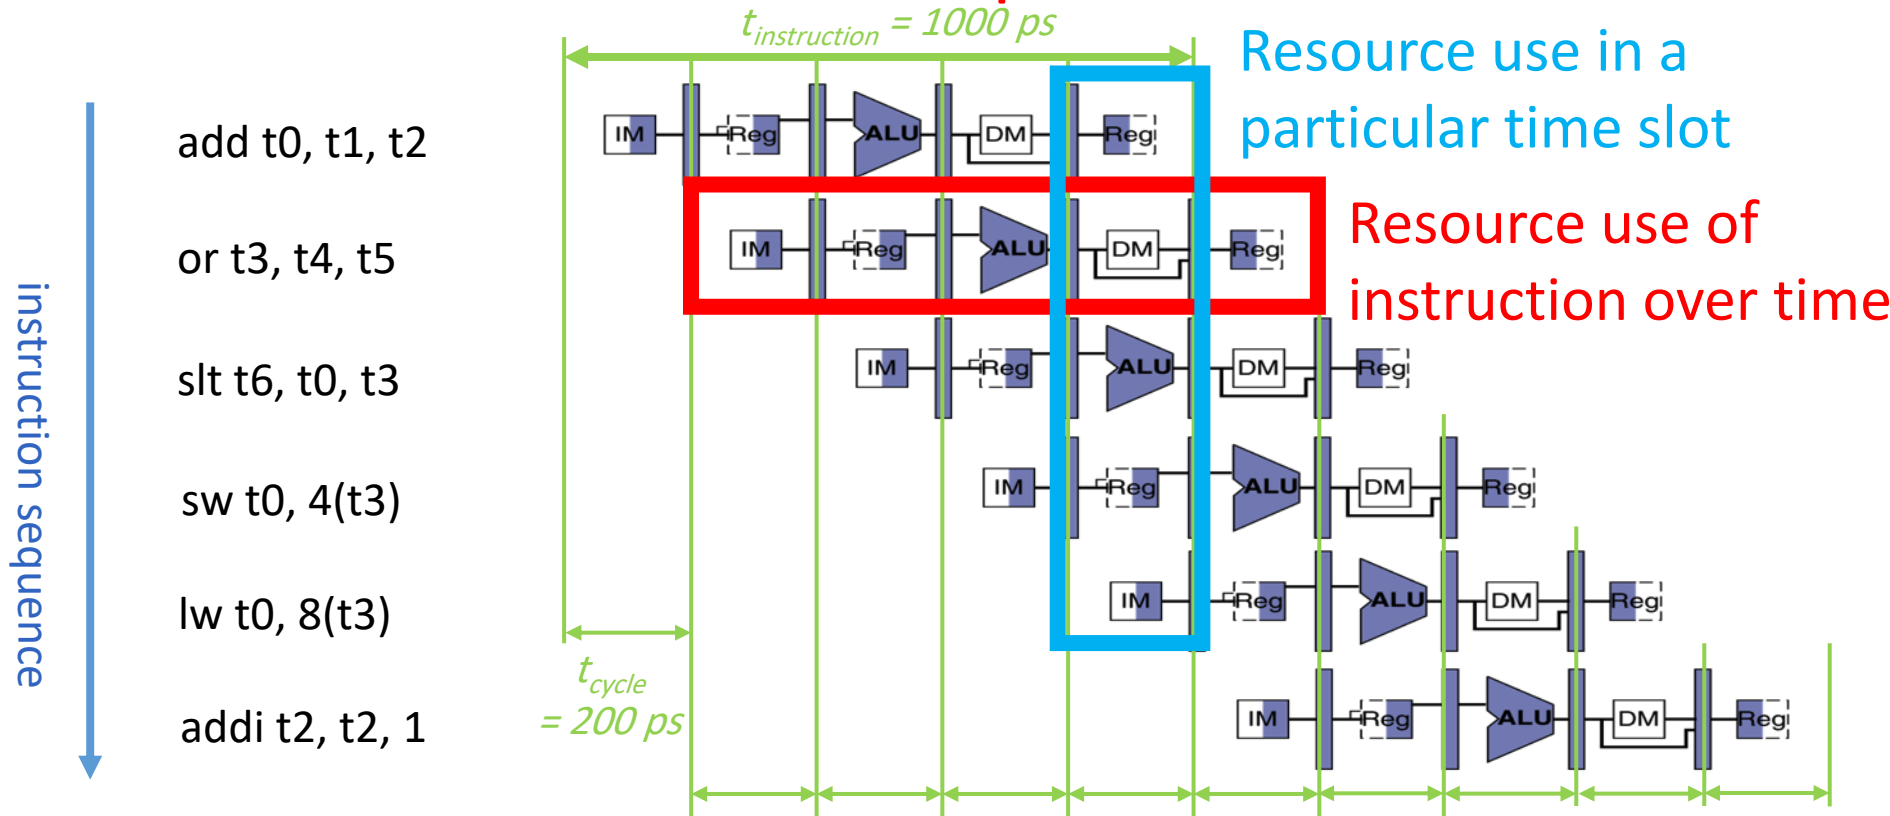 t instruction = 1000 ps
Resource use in a
particular time slot
add t0, t1, t2
IM Reg ALU DM Reg
or t3, t4, t5
IM Reg ALU DM Reg
Resource use of
instruction over time
slt t6, t0, t3
IM Reg ALU DM Reg
sw t0, 4(t3)
IM Reg ALU DM Reg
lw t0, 8(t3)
IM Reg ALU DM Reg
t cycle
= 200 ps
addi t2, t2, 1
IM Reg ALU DM Reg
instruction sequence